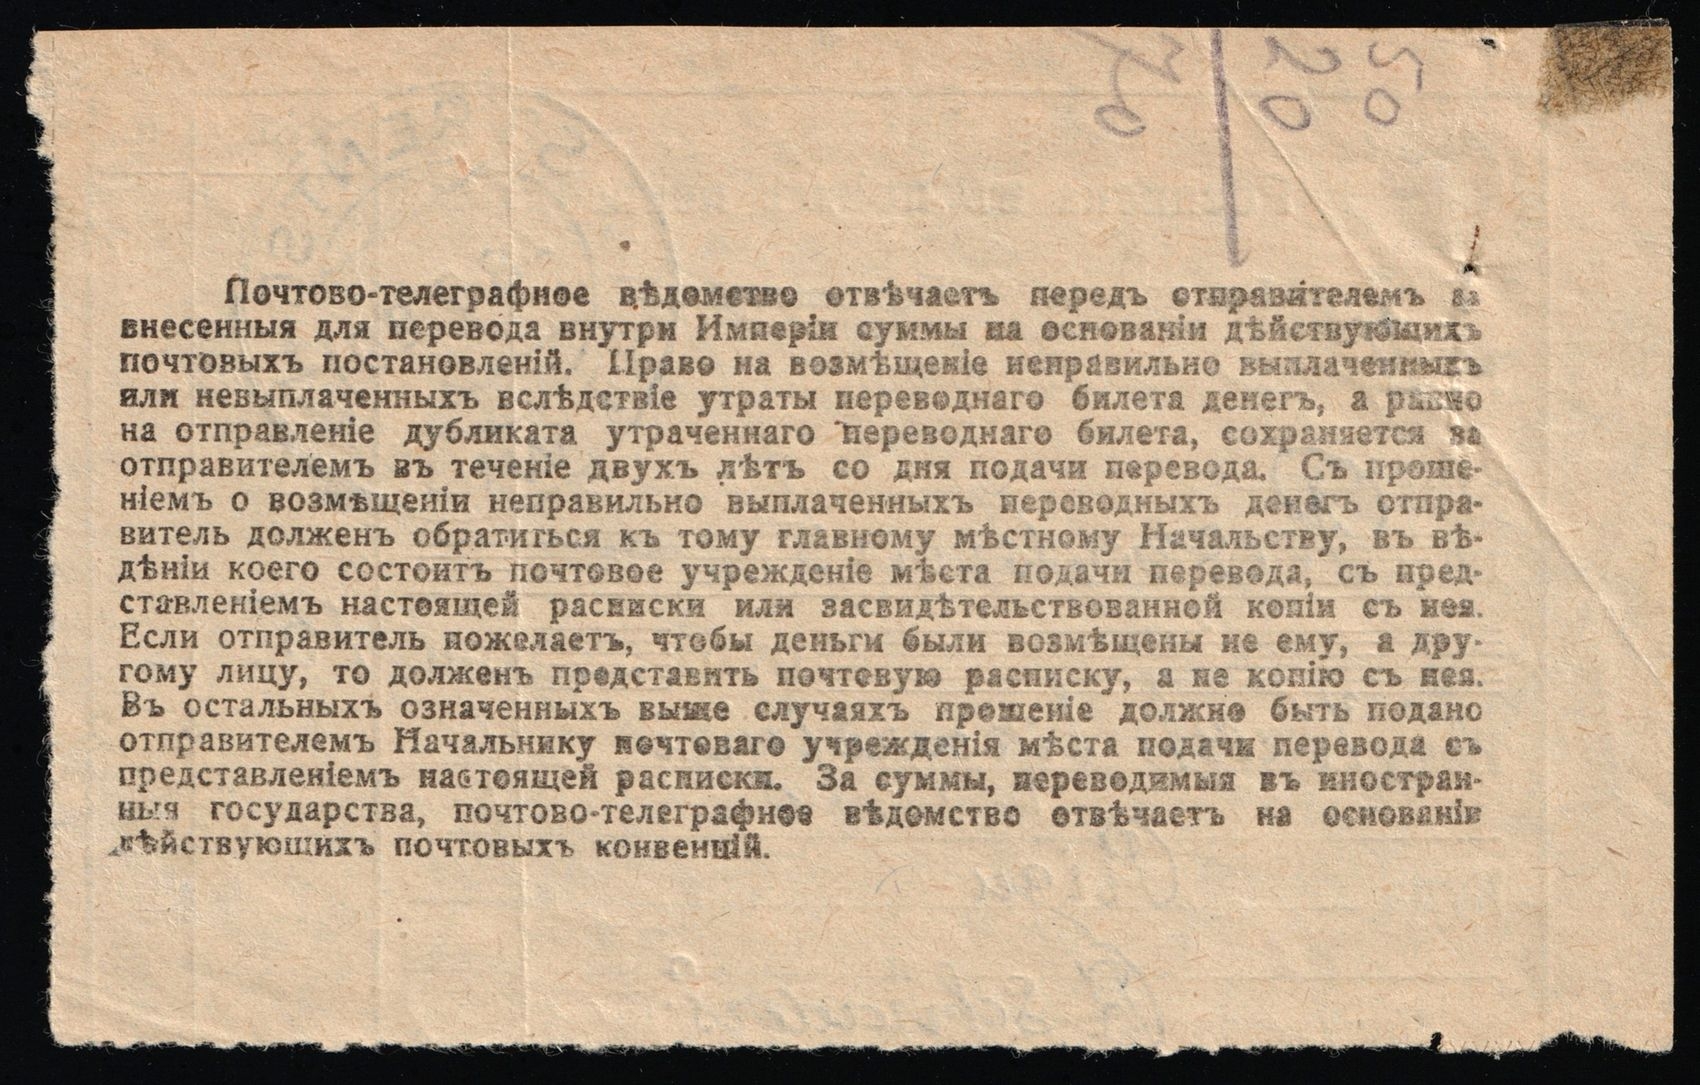 50
20
Почтово-телеграфное вѣдомство отвѣчаетъ передъ отправителемъ за
внесенныя для перевода внутри Имперіи суммы на основаніи дѣйствующихъ
почтовыхъ постановленій. Право на возмѣщеніе неправильно выплаченныхъ
или невыплаченныхъ вслѣдствіе утраты переводнаго билета денегъ, а равно
на отправленіе дубликата утраченнаго переводнаго билета, сохраняется за
отправителемъ въ теченіе двухъ лѣтъ со дня подачи перевода. Съ проше-
ніемъ о возмѣщеніи неправильно выплаченныхъ переводныхъ денегъ отпра-
витель долженъ обратиться къ тому главному мѣстному Начальству, въ вѣ-
дѣніи коего состоитъ почтовое учрежденіе мѣста подачи перевода, съ пред-
ставленіемъ настоящей расписки или засвидѣтельствованной копіи съ нея.
Если отправитель пожелаетъ, чтобы деньги были возмѣщены не ему, а дру-
гому лицу, то долженъ представить почтовую расписку, а не копію съ нея.
Въ остальныхъ означенныхъ выше случаяхъ прошеніе должно быть подано
отправителемъ Начальнику почтоваго учрежденія мѣста подачи перевода съ
представленіемъ настоящей расписки. За суммы, переводимыя въ иностран-
ныя государства, почтово-телеграфное вѣдомство отвѣчаетъ на основаніи
дѣйствующихъ почтовыхъ конвенцій.